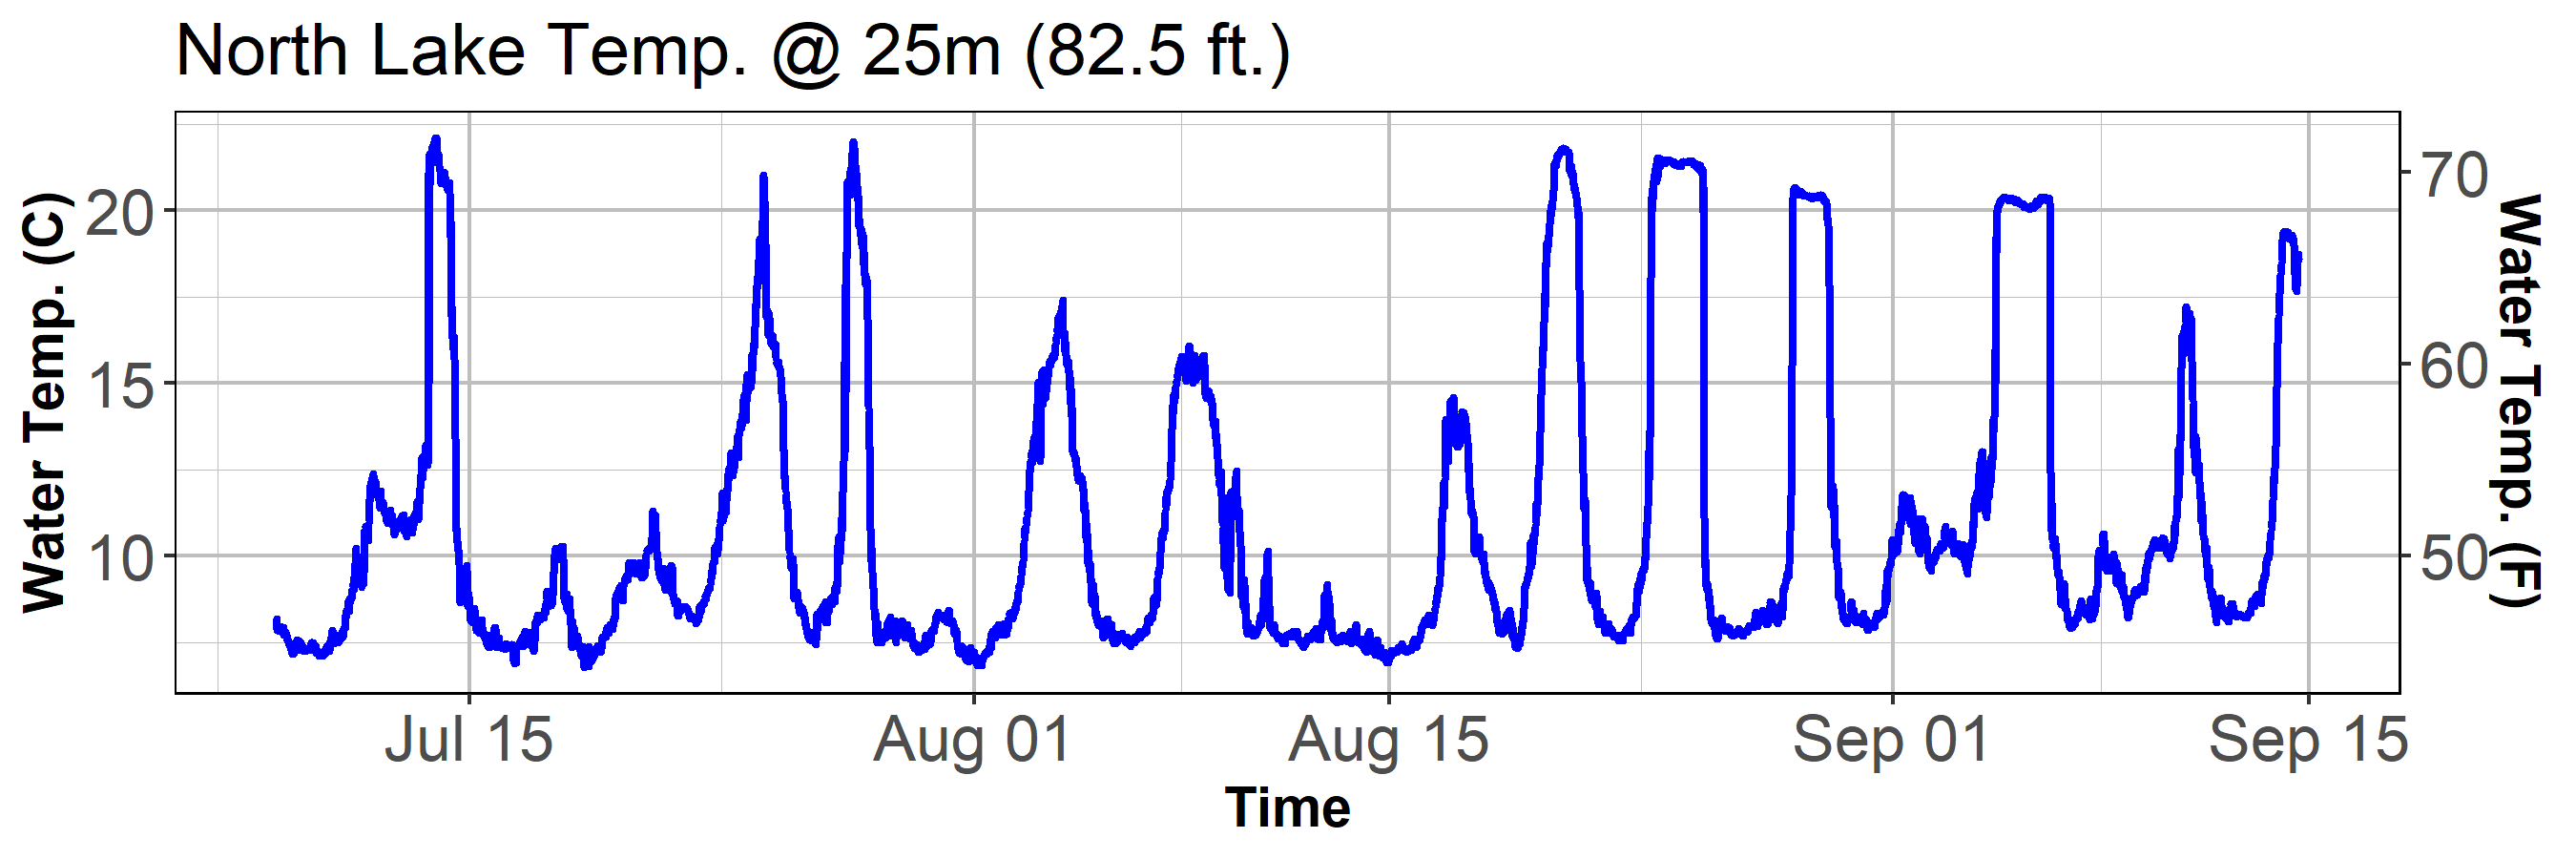 North Lake Temp. @ 25m (82.5 ft.)
Water Temp. (C)
20
15
10
70
60
50
Water Temp. (F)
Jul 15 Aug 01 Aug 15 Sep 01 Sep 15
Time